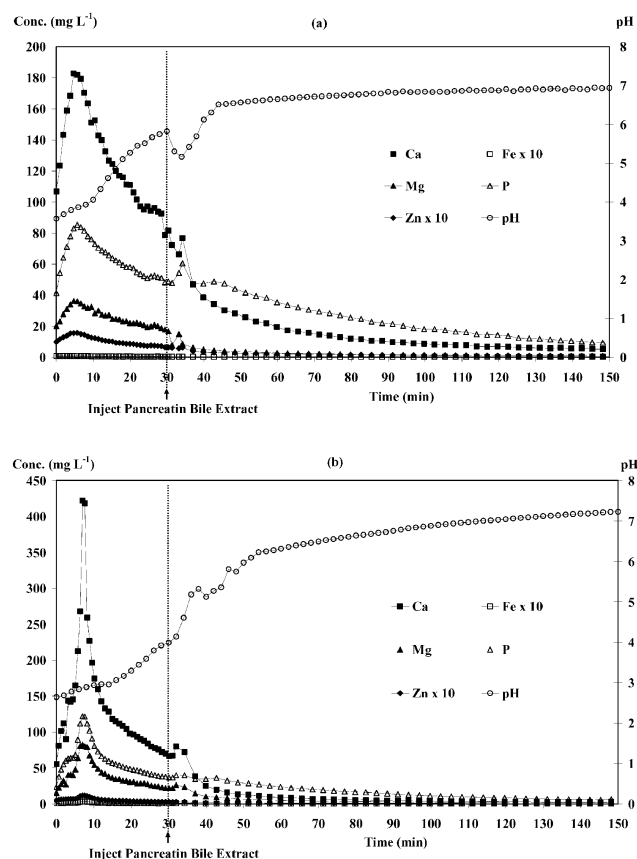 Conc. (mg L⁻¹) (a) pH
200 8
180 7
160
140 6
120 5
100 4
80 3
60
40 2
20 1
0 0
Ca Fe x 10
Mg P
Zn x 10 pH
0 10 20 30 40 50 60 70 80 90 100 110 120 130 140 150
Time (min)
Inject Pancreatin Bile Extract
Conc. (mg L⁻¹) (b) pH
450 8
400 7
350 6
300 5
250
200 4
150 3
100 2
50 1
0 0
Ca Fe x 10
Mg P
Zn x 10 pH
0 10 20 30 40 50 60 70 80 90 100 110 120 130 140 150
Time (min)
Inject Pancreatin Bile Extract